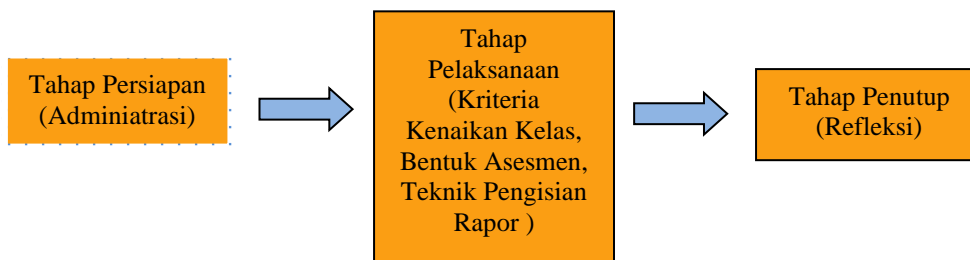 Tahap Persiapan
(Adminiatrasi)
Tahap
Pelaksanaan
(Kriteria
Kenaikan Kelas,
Bentuk Asesmen,
Teknik Pengisian
Rapor )
Tahap Penutup
(Refleksi)